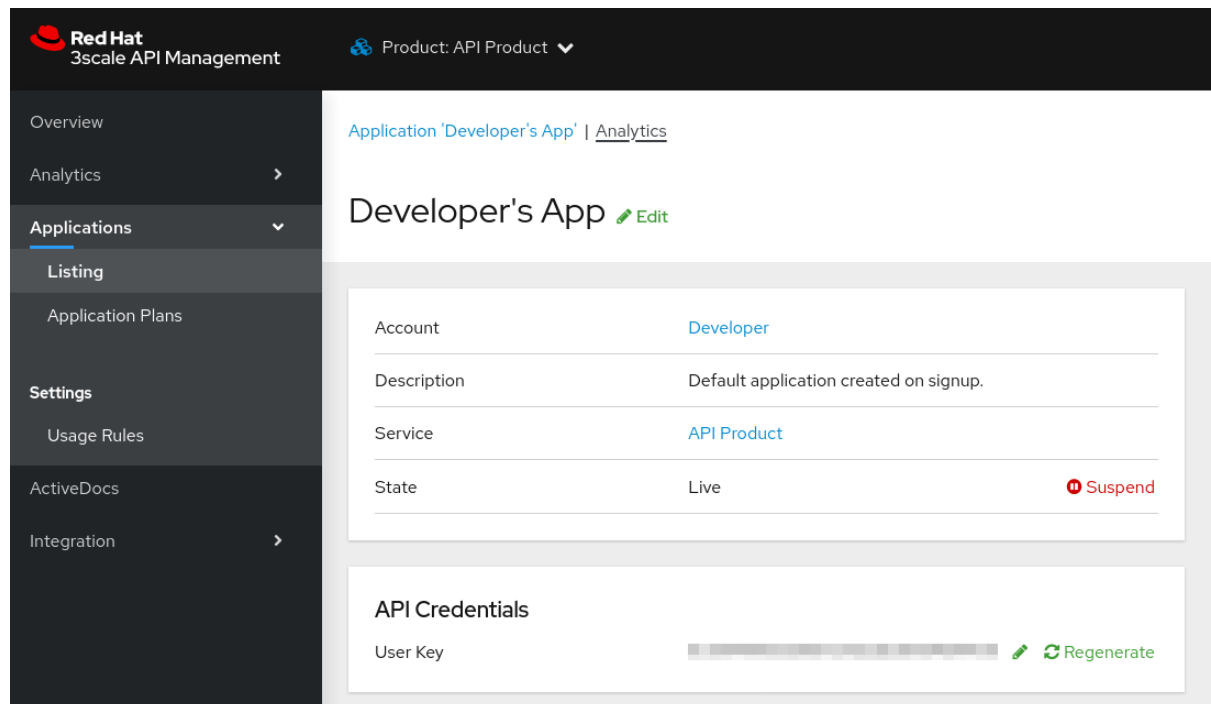 Red Hat
3scale API Management
Product: API Product
Overview
Analytics
Applications
Listing
Application Plans
Settings
Usage Rules
ActiveDocs
Integration
Application 'Developer's App' | Analytics
Developer's App Edit
Account Developer
Description Default application created on signup.
Service API Product
State Live Suspend
API Credentials
User Key Regenerate